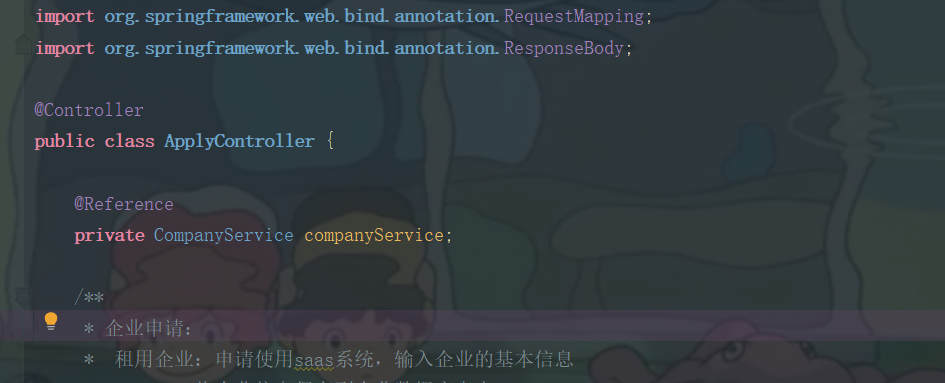 import org.springframework.web.bind.annotation.RequestMapping;
import org.springframework.web.bind.annotation.ResponseBody;
@Controller
public class ApplyController {
@Reference
private CompanyService companyService;
/**
* 企业申请：
* 租用企业：申请使用saas系统，输入企业的基本信息